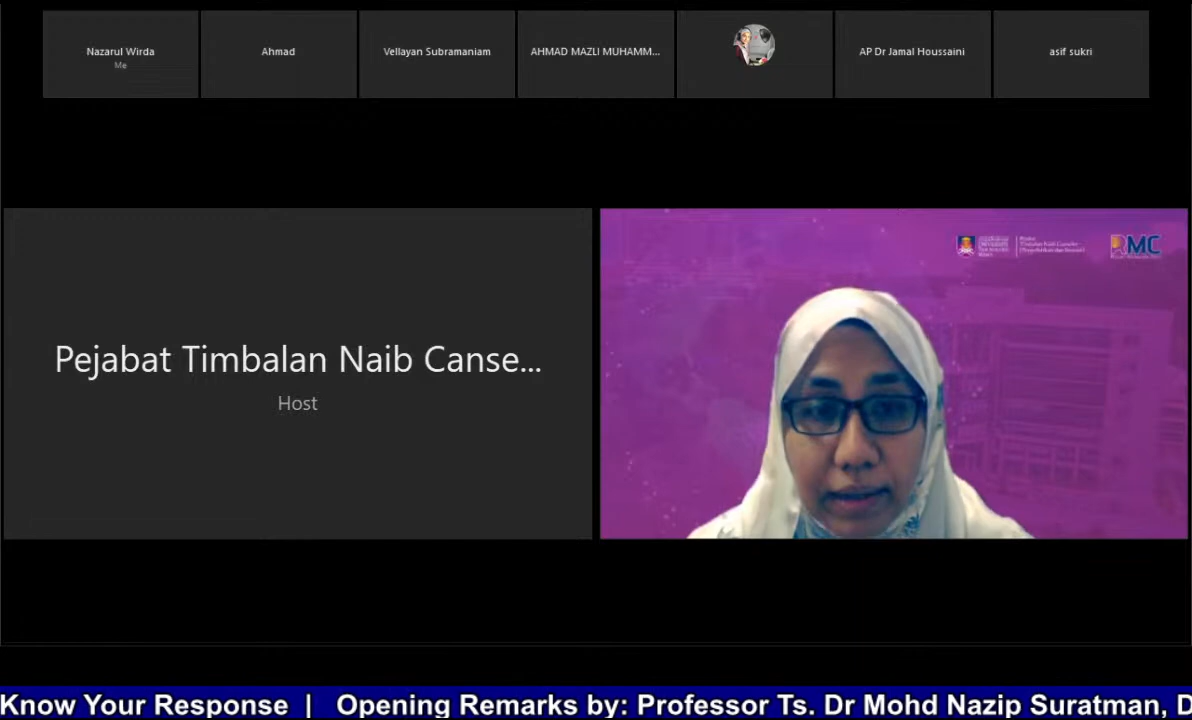 Nazarul Wirda
Me
Ahmad
Vellayan Subramaniam
AHMAD MAZLI MUHAMM...
AP Dr Jamal Houssaini
asif sukri
Pejabat Timbalan Naib Canse...
Host
UNIVERSITI
RMC
Know Your Response | Opening Remarks by: Professor Ts. Dr Mohd Nazip Suratman, D